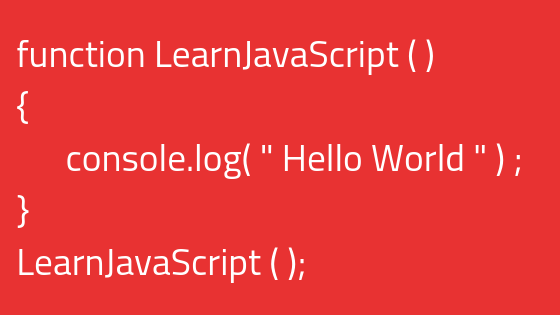 function LearnJavaScript ( )
{
console.log( " Hello World " ) ;
}
LearnJavaScript ( );